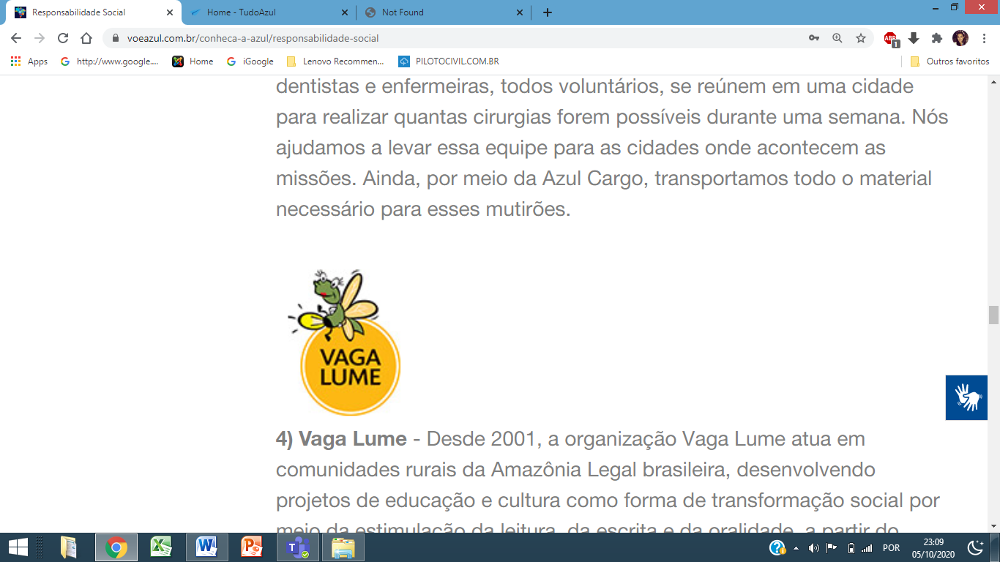 Responsabilidade Social
Home - TudoAzul
Not Found
voeazul.com.br/conheca-a-azul/responsabilidade-social
ABP
1
Apps
http://www.google....
Home
iGoogle
Lenovo Recommen...
PILOTOCIVIL.COM.BR
Outros favoritos
dentistas e enfermeiras, todos voluntários, se reúnem em uma cidade
para realizar quantas cirurgias forem possíveis durante uma semana. Nós
ajudamos a levar essa equipe para as cidades onde acontecem as
missões. Ainda, por meio da Azul Cargo, transportamos todo o material
necessário para esses mutirões.
VAGA
LUME
4) Vaga Lume - Desde 2001, a organização Vaga Lume atua em
comunidades rurais da Amazônia Legal brasileira, desenvolvendo
projetos de educação e cultura como forma de transformação social por
meio da estimulação da leitura, da escrita e da oralidade, a partir do
POR
23:09
05/10/2020